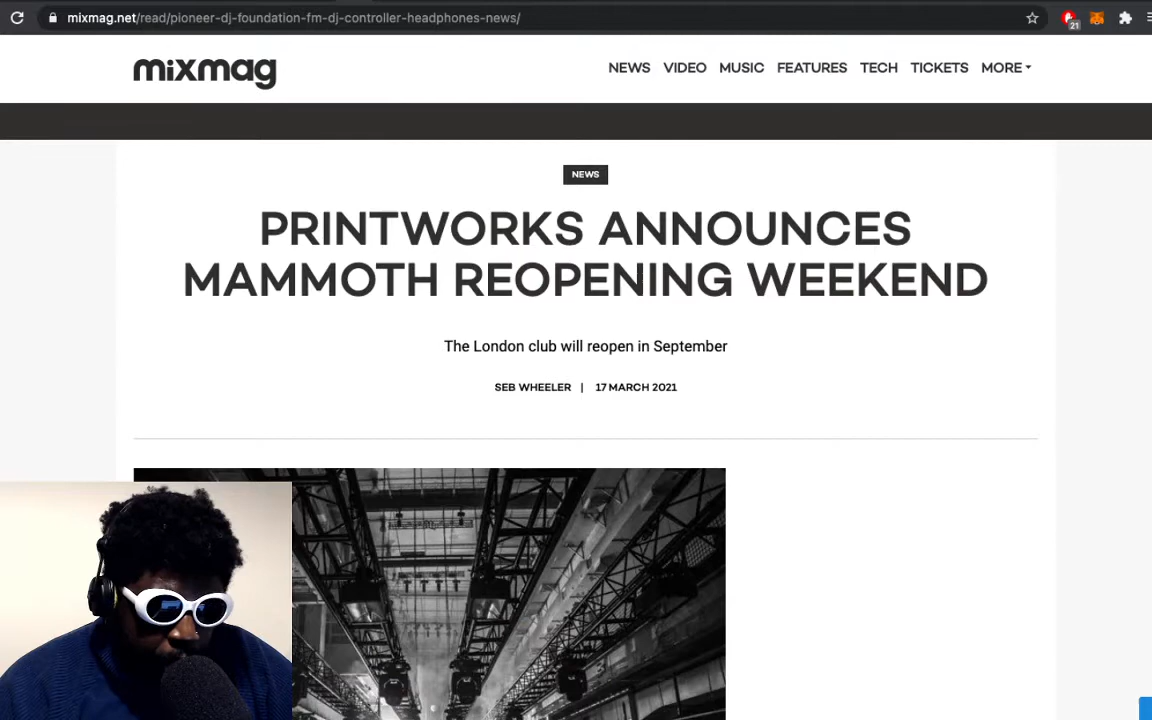 mixmag.net/read/pioneer-dj-foundation-fm-dj-controller-headphones-news/
21
mixmag
NEWS VIDEO MUSIC FEATURES TECH TICKETS MORE
NEWS
PRINTWORKS ANNOUNCES
MAMMOTH REOPENING WEEKEND
The London club will reopen in September
SEB WHEELER | 17 MARCH 2021